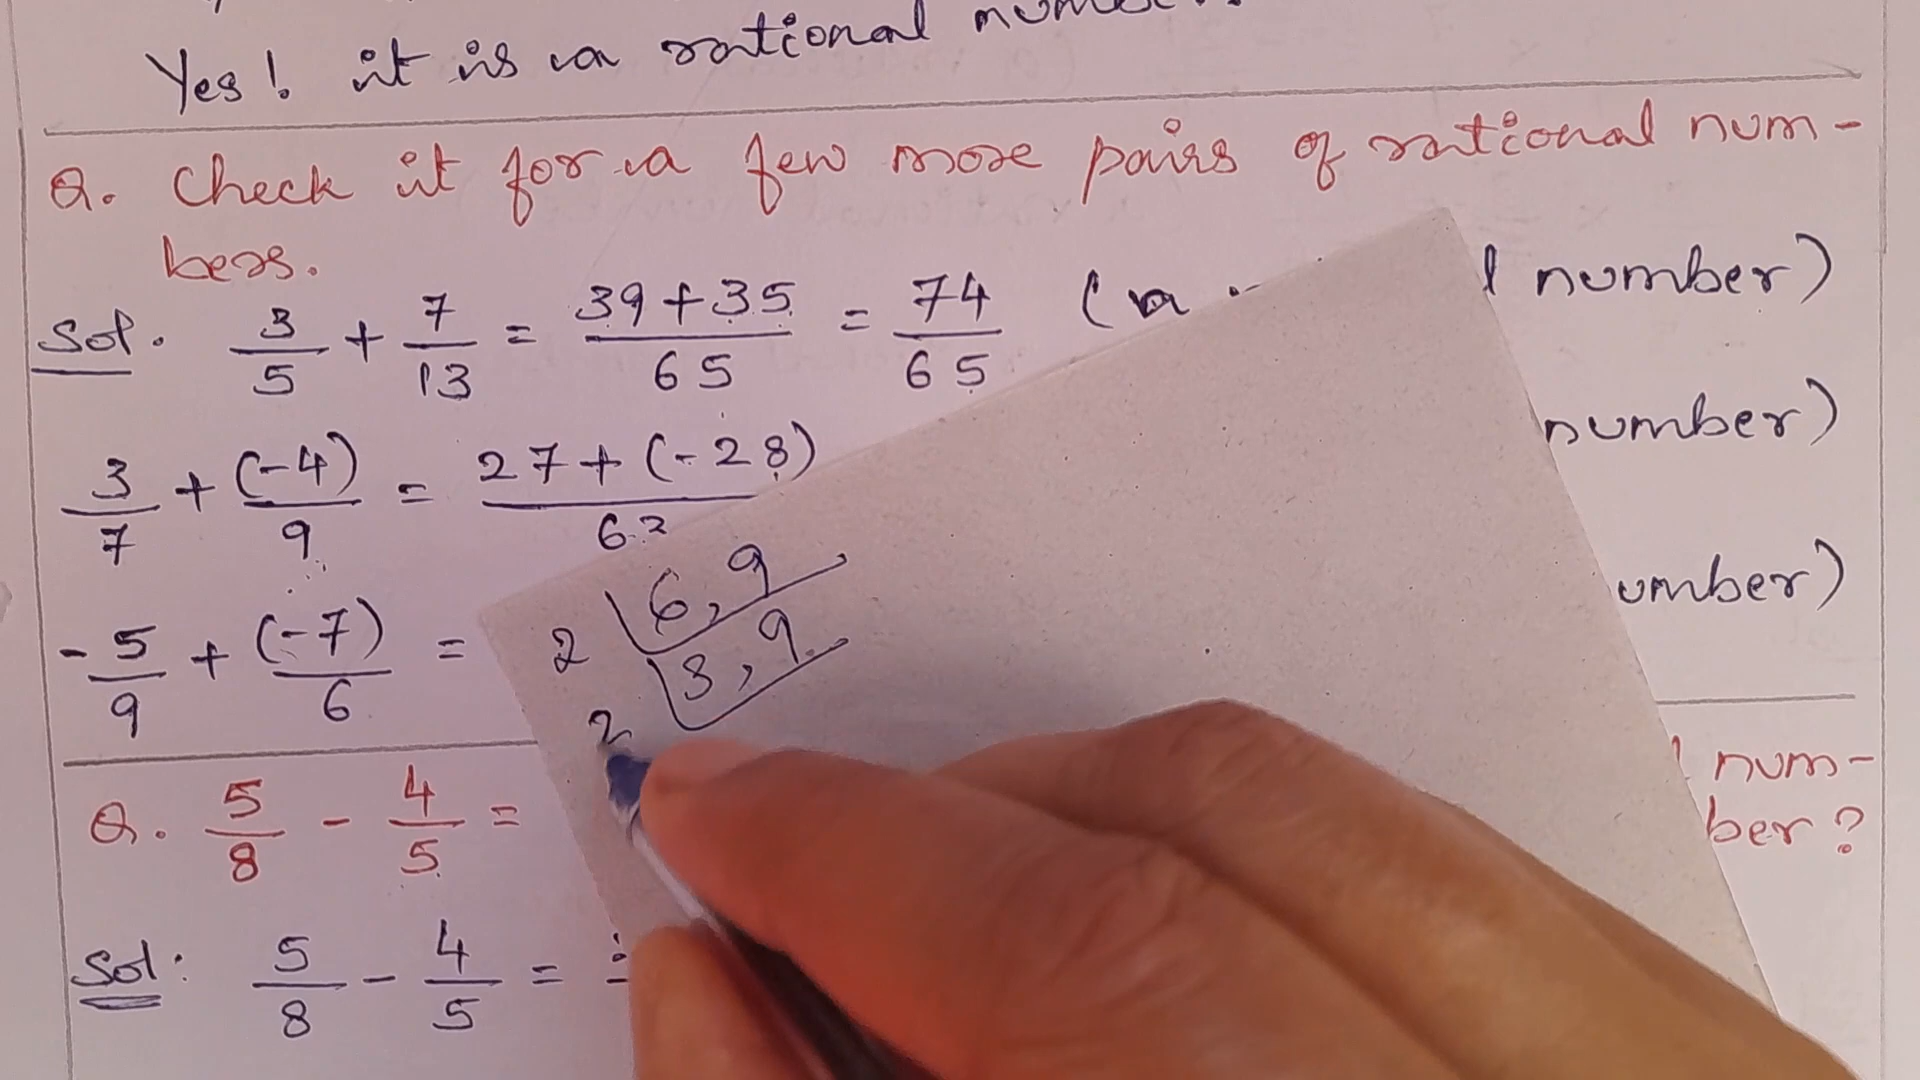 Yes! it is a rational number.
Q. Check it for a few more pairs of rational num-
bers.
Sol. 3/5 + 7/13 = 39+35/65 = 74/65 (a l number)
3/7 + (-4)/9 = 27+(-28)/63 number)
-5/9 + (-7)/6 = umber)
2 6, 9
2 3, 9
Q. 5/8 - 4/5 = l num-
ber?
Sol: 5/8 - 4/5 =